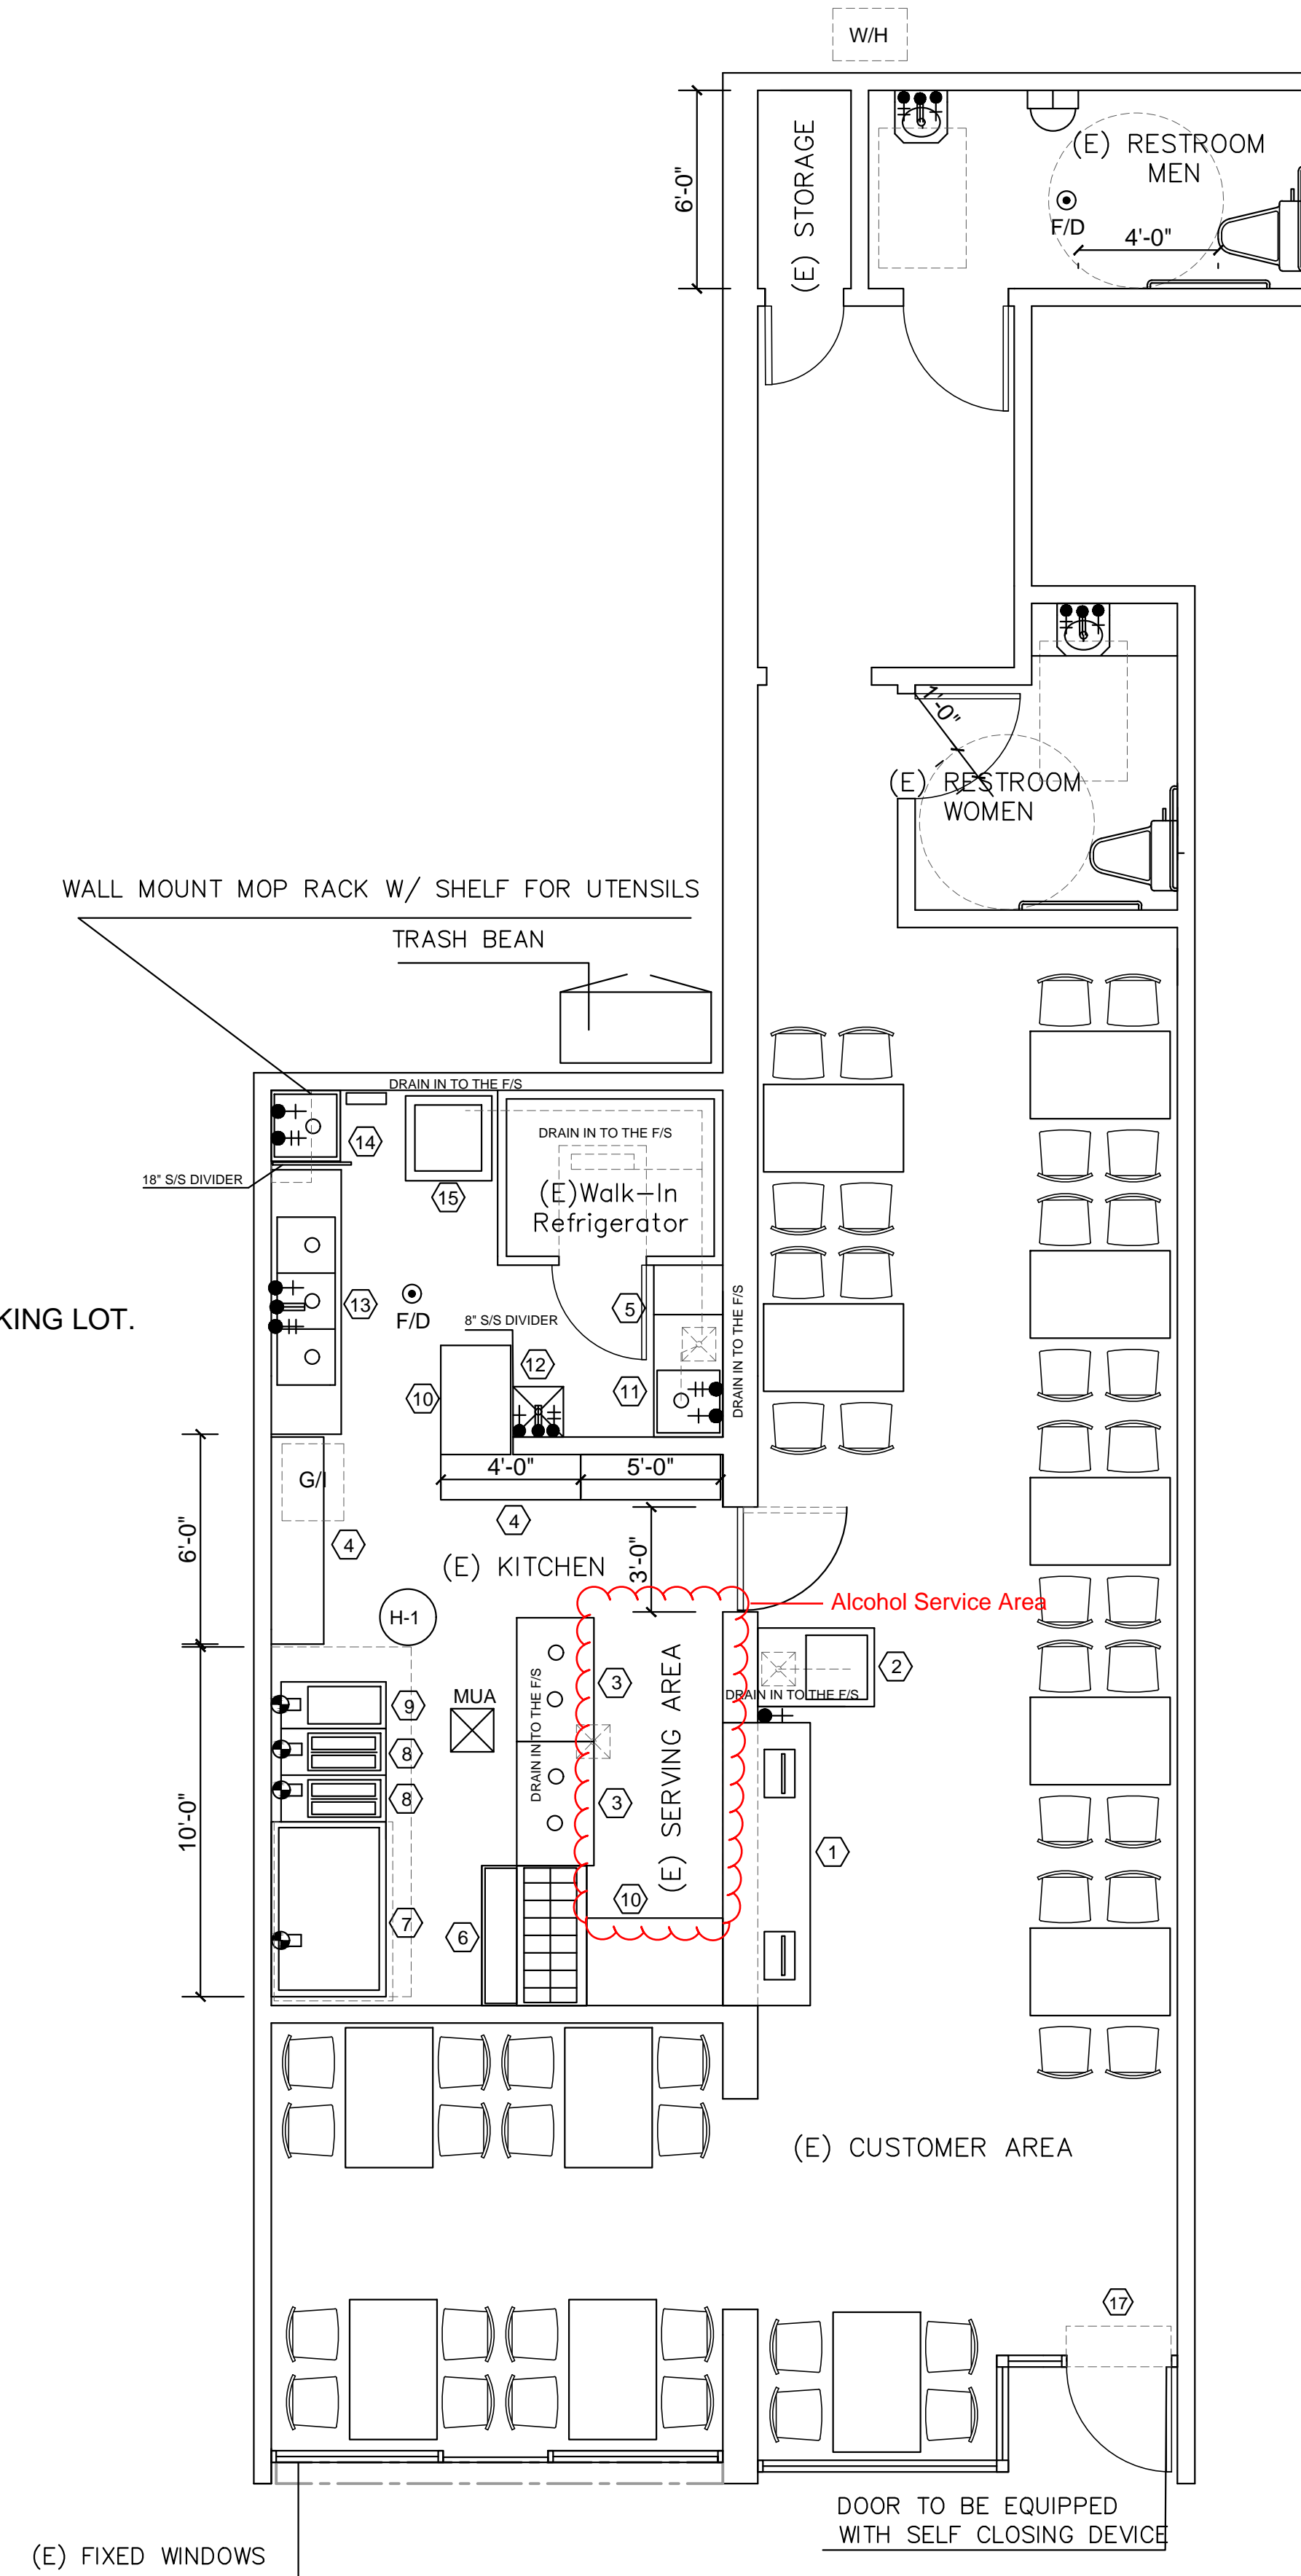 W/H
6'-0"
(E) STORAGE
(E) RESTROOM
MEN
F/D
4'-0"
1'-0"
(E) RESTROOM
WOMEN
WALL MOUNT MOP RACK W/ SHELF FOR UTENSILS
TRASH BEAN
DRAIN IN TO THE F/S
14
DRAIN IN TO THE F/S
18" S/S DIVIDER
15
(E)Walk-In
Refrigerator
KING LOT.
13
F/D
8" S/S DIVIDER
5
DRAIN IN TO THE F/S
12
10
11
4'-0"
5'-0"
G/I
4
4
6'-0"
(E) KITCHEN
3'-0"
H-1
Alcohol Service Area
2
DRAIN IN TO THE F/S
3
(E) SERVING AREA
MUA
DRAIN IN TO THE F/S
9
8
8
3
10'-0"
1
10
7
6
(E) CUSTOMER AREA
17
DOOR TO BE EQUIPPED
WITH SELF CLOSING DEVICE
(E) FIXED WINDOWS